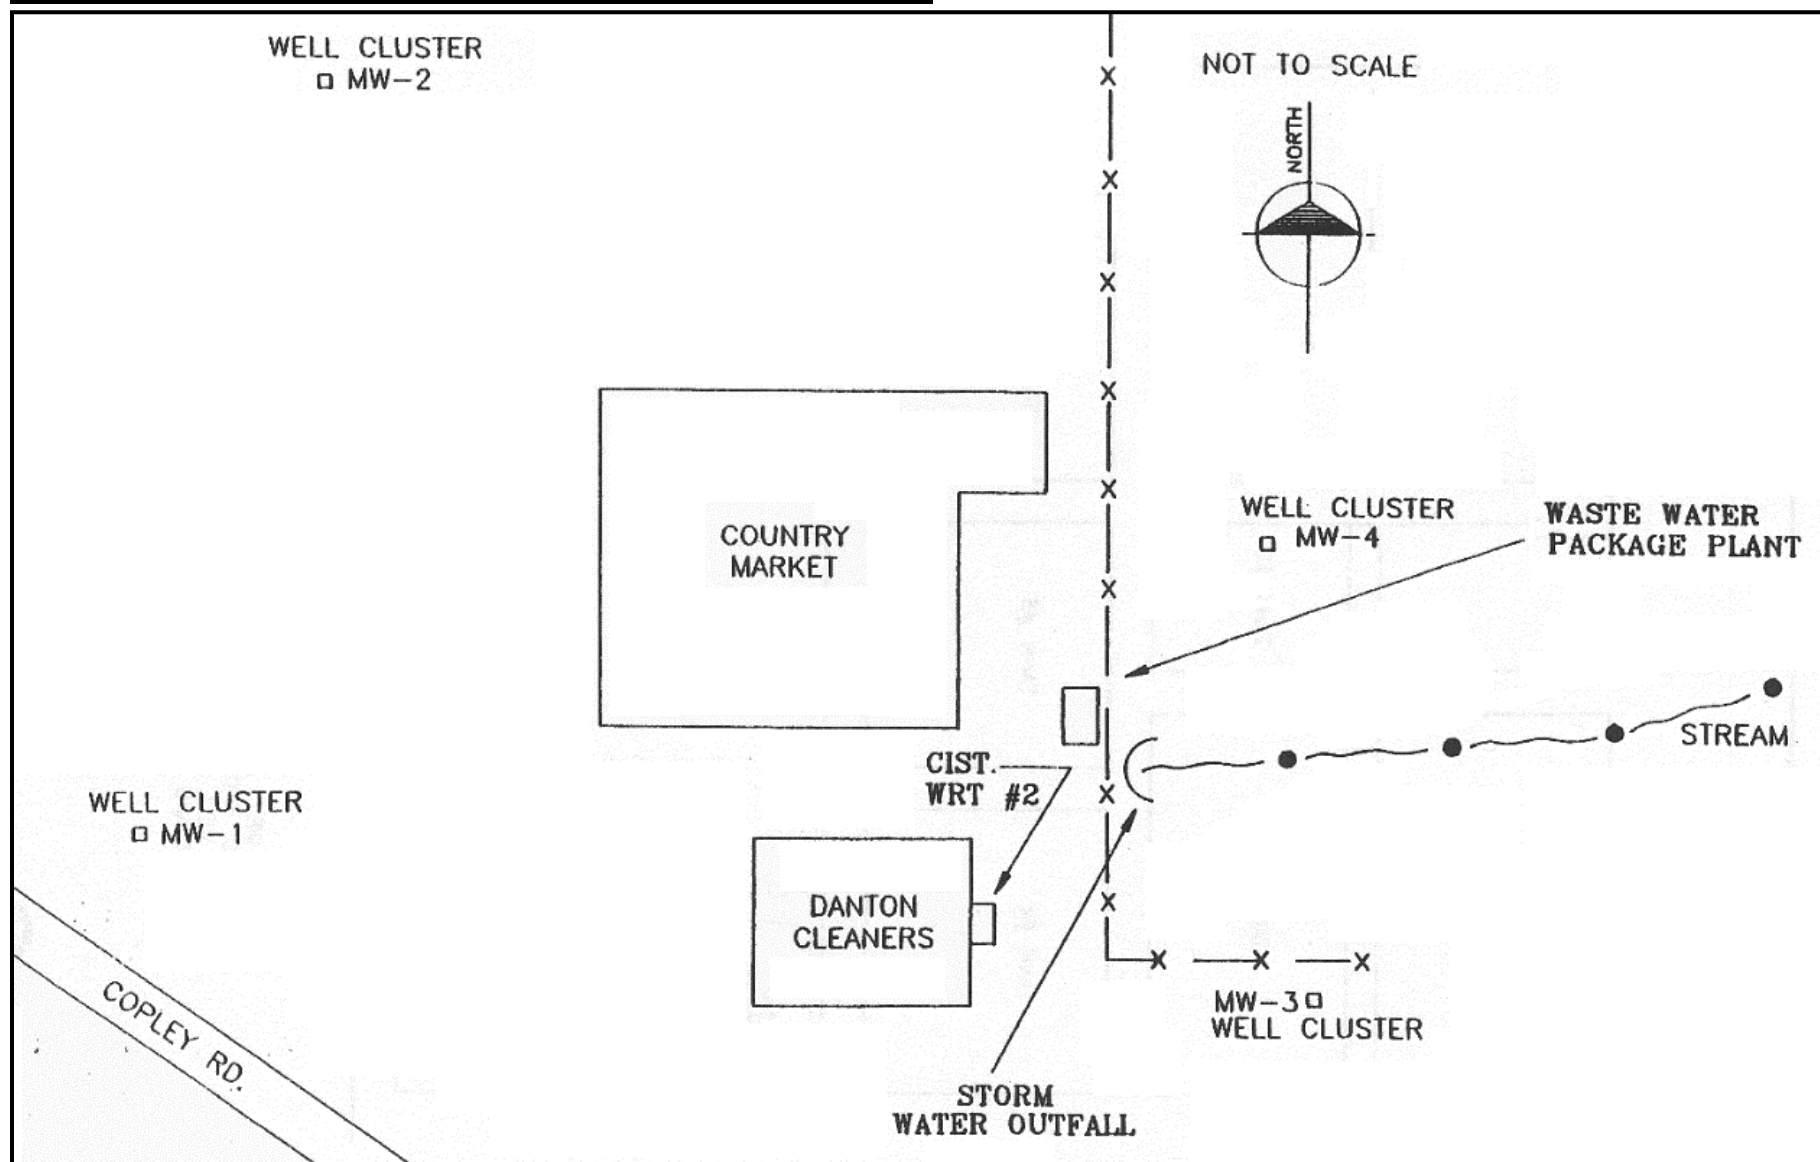 WELL CLUSTER
MW-2
NOT TO SCALE
NORTH
COUNTRY
MARKET
WELL CLUSTER
MW-4
WASTE WATER
PACKAGE PLANT
STREAM
CIST.
WRT #2
WELL CLUSTER
MW-1
DANTON
CLEANERS
COPLEY RD.
MW-3
WELL CLUSTER
STORM
WATER OUTFALL